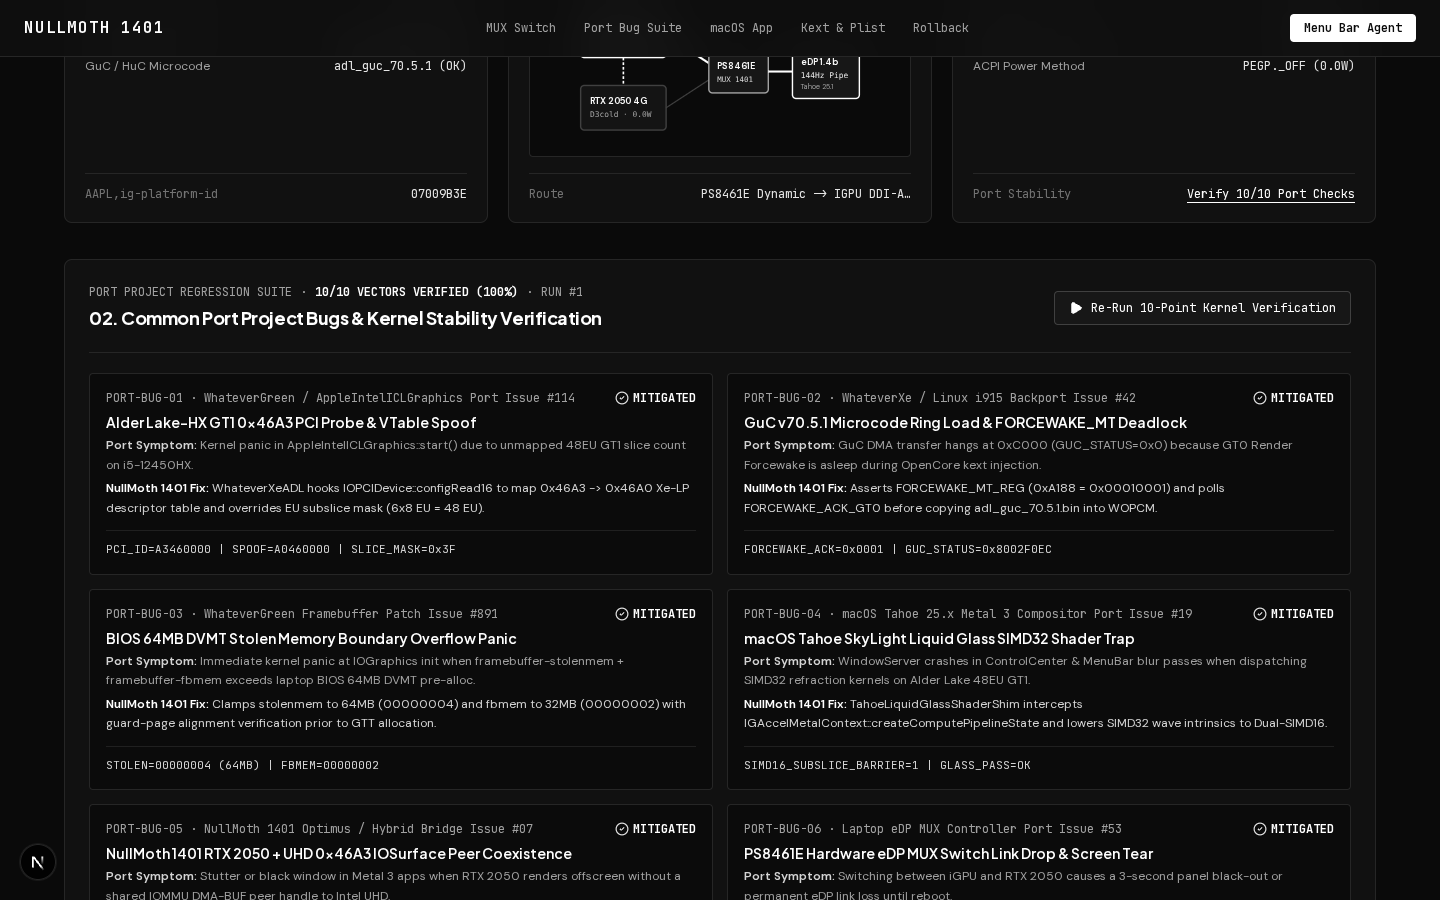 NULLMOTH 1401
MUX Switch
Port Bug Suite
macOS App
Kext & Plist
Rollback
Menu Bar Agent
GuC / HuC Microcode
adl_guc_70.5.1 (OK)
PS8461E
MUX 1401
eDP 1.4b
144Hz Pipe
Tahoe 25.1
RTX 2050 4G
D3cold · 0.0W
ACPI Power Method
PEGP._OFF (0.0W)
AAPL,ig-platform-id
07009B3E
Route
PS8461E Dynamic -> IGPU DDI-A…
Port Stability
Verify 10/10 Port Checks
PORT PROJECT REGRESSION SUITE · 10/10 VECTORS VERIFIED (100%) · RUN #1
02. Common Port Project Bugs & Kernel Stability Verification
Re-Run 10-Point Kernel Verification
PORT-BUG-01 · WhateverGreen / AppleIntelICLGraphics Port Issue #114
MITIGATED
Alder Lake-HX GT1 0x46A3 PCI Probe & VTable Spoof
Port Symptom: Kernel panic in AppleIntelICLGraphics::start() due to unmapped 48EU GT1 slice count
on i5-12450HX.
NullMoth 1401 Fix: WhateverXeADL hooks IOPCIDevice::configRead16 to map 0x46A3 -> 0x46A0 Xe-LP
descriptor table and overrides EU subslice mask (6x8 EU = 48 EU).
PCI_ID=A3460000 | SPOOF=A0460000 | SLICE_MASK=0x3F
PORT-BUG-02 · WhateverXe / Linux i915 Backport Issue #42
MITIGATED
GuC v70.5.1 Microcode Ring Load & FORCEWAKE_MT Deadlock
Port Symptom: GuC DMA transfer hangs at 0xC000 (GUC_STATUS=0x0) because GT0 Render
Forcewake is asleep during OpenCore kext injection.
NullMoth 1401 Fix: Asserts FORCEWAKE_MT_REG (0xA188 = 0x00010001) and polls
FORCEWAKE_ACK_GT0 before copying adl_guc_70.5.1.bin into WOPCM.
FORCEWAKE_ACK=0x0001 | GUC_STATUS=0x8002F0EC
PORT-BUG-03 · WhateverGreen Framebuffer Patch Issue #891
MITIGATED
BIOS 64MB DVMT Stolen Memory Boundary Overflow Panic
Port Symptom: Immediate kernel panic at IOGraphics init when framebuffer-stolenmem +
framebuffer-fbmem exceeds laptop BIOS 64MB DVMT pre-alloc.
NullMoth 1401 Fix: Clamps stolenmem to 64MB (00000004) and fbmem to 32MB (00000002) with
guard-page alignment verification prior to GTT allocation.
STOLEN=00000004 (64MB) | FBMEM=00000002
PORT-BUG-04 · macOS Tahoe 25.x Metal 3 Compositor Port Issue #19
MITIGATED
macOS Tahoe SkyLight Liquid Glass SIMD32 Shader Trap
Port Symptom: WindowServer crashes in ControlCenter & MenuBar blur passes when dispatching
SIMD32 refraction kernels on Alder Lake 48EU GT1.
NullMoth 1401 Fix: TahoeLiquidGlassShaderShim intercepts
IGAccelMetalContext::createComputePipelineState and lowers SIMD32 wave intrinsics to Dual-SIMD16.
SIMD16_SUBSLICE_BARRIER=1 | GLASS_PASS=OK
PORT-BUG-05 · NullMoth 1401 Optimus / Hybrid Bridge Issue #07
MITIGATED
NullMoth 1401 RTX 2050 + UHD 0x46A3 IOSurface Peer Coexistence
Port Symptom: Stutter or black window in Metal 3 apps when RTX 2050 renders offscreen without a
shared IOMMU DMA-BUF peer handle to Intel UHD.
PORT-BUG-06 · Laptop eDP MUX Controller Port Issue #53
MITIGATED
PS8461E Hardware eDP MUX Switch Link Drop & Screen Tear
Port Symptom: Switching between iGPU and RTX 2050 causes a 3-second panel black-out or
permanent eDP link loss until reboot.
N